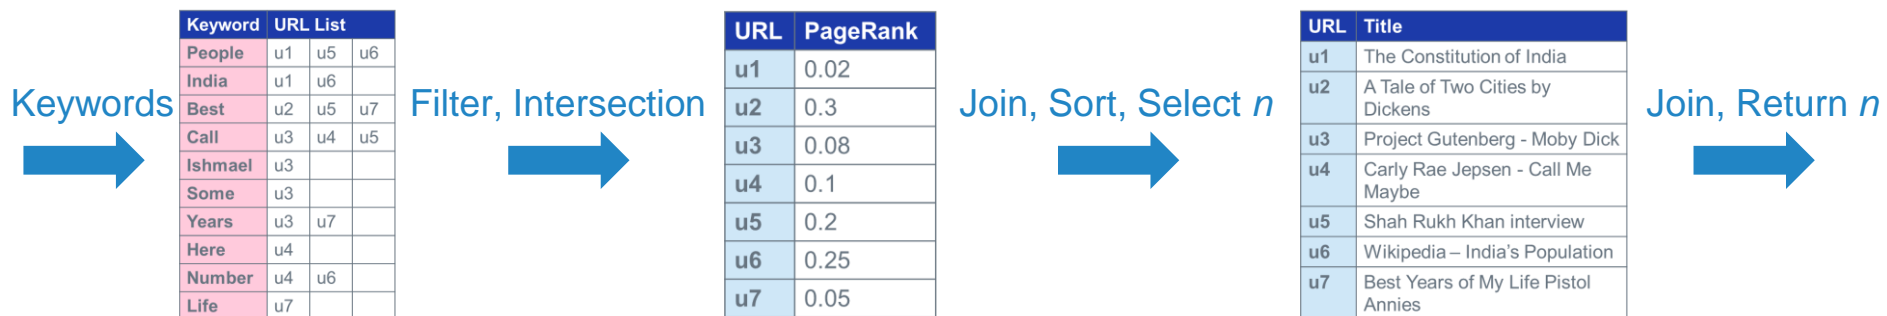 Keywords
Keyword URL List
People u1 u5 u6
India u1 u6
Best u2 u5 u7
Call u3 u4 u5
Ishmael u3
Some u3
Years u3 u7
Here u4
Number u4 u6
Life u7
Filter, Intersection
URL PageRank
u1 0.02
u2 0.3
u3 0.08
u4 0.1
u5 0.2
u6 0.25
u7 0.05
Join, Sort, Select n
URL Title
u1 The Constitution of India
u2 A Tale of Two Cities by
Dickens
u3 Project Gutenberg - Moby Dick
u4 Carly Rae Jepsen - Call Me
Maybe
u5 Shah Rukh Khan interview
u6 Wikipedia – India's Population
u7 Best Years of My Life Pistol
Annies
Join, Return n